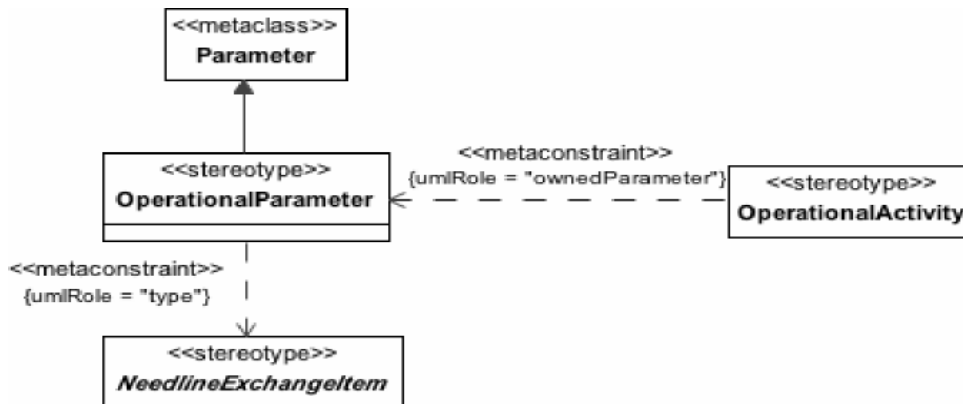 <<metaclass>>
Parameter
<<stereotype>>
OperationalParameter
<<metaconstraint>>
{umlRole = "ownedParameter"}
<<stereotype>>
OperationalActivity
<<metaconstraint>>
{umlRole = "type"}
<<stereotype>>
NeedlineExchangeItem